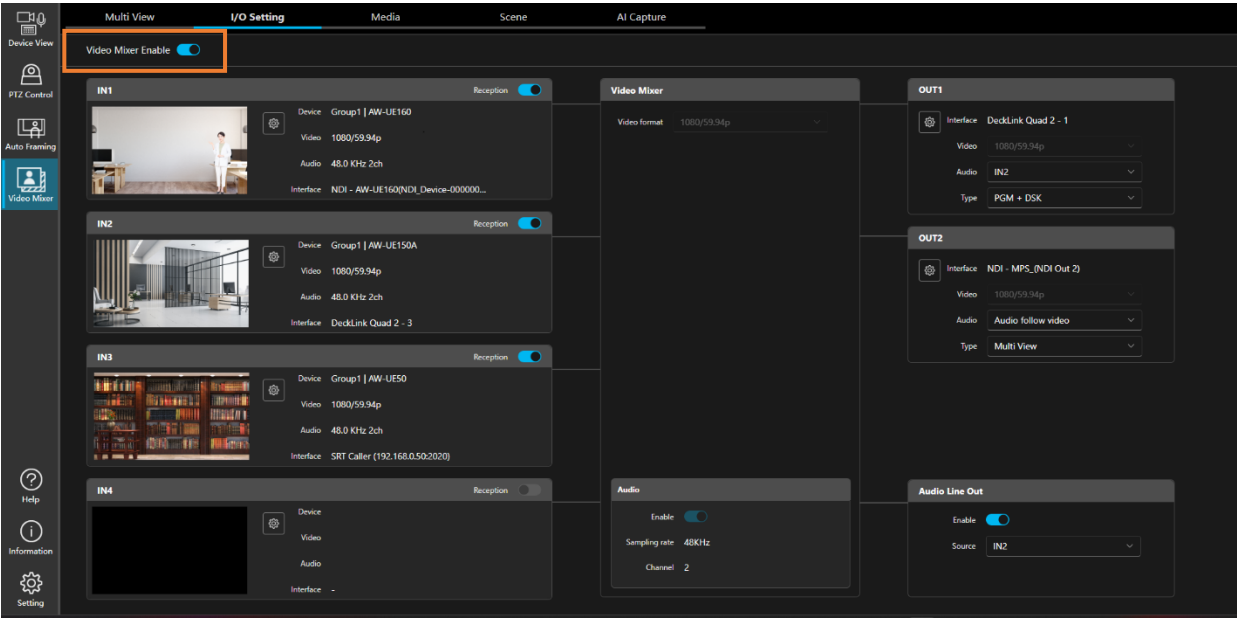 Multi View
I/O Setting
Media
Scene
AI Capture
Device View
PTZ Control
Auto Framing
Video Mixer
Help
Information
Setting
Video Mixer Enable
IN1
Reception
Device Group1 | AW-UE160
Video 1080/59.94p
Audio 48.0 KHz 2ch
Interface NDI - AW-UE160(NDI_Device-000000...
IN2
Reception
Device Group1 | AW-UE150A
Video 1080/59.94p
Audio 48.0 KHz 2ch
Interface DeckLink Quad 2 - 3
IN3
Reception
Device Group1 | AW-UE50
Video 1080/59.94p
Audio 48.0 KHz 2ch
Interface SRT Caller (192.168.0.50:2020)
IN4
Reception
Device
Video
Audio
Interface -
Video Mixer
Video format 1080/59.94p
Audio
Enable
Sampling rate 48KHz
Channel 2
OUT1
Interface DeckLink Quad 2 - 1
Video 1080/59.94p
Audio IN2
Type PGM + DSK
OUT2
Interface NDI - MPS_(NDI Out 2)
Video 1080/59.94p
Audio Audio follow video
Type Multi View
Audio Line Out
Enable
Source IN2